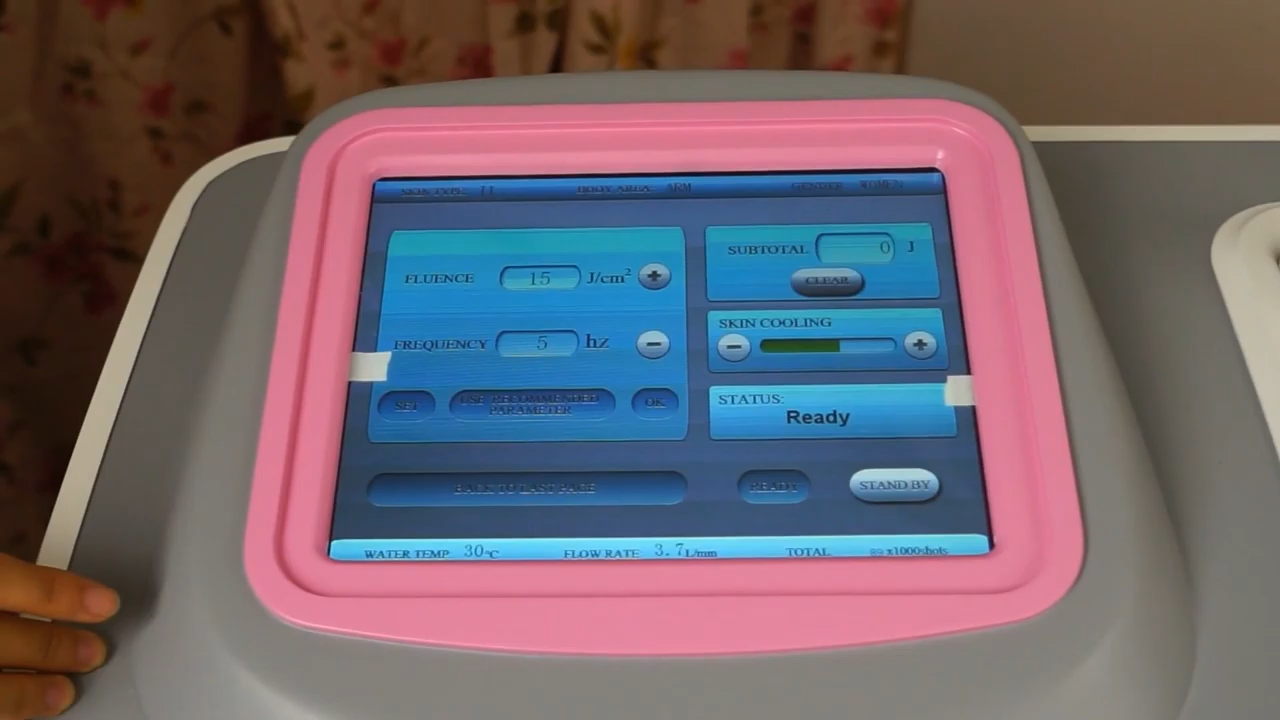 SKIN TYPE: II BODY AREA: ARM GENDER WOMEN
FLUENCE 15 J/cm² +
FREQUENCY 5 hz −
SET USE RECOMMENDED PARAMETER OK
SUBTOTAL 0 J
CLEAR
SKIN COOLING
− +
STATUS:
Ready
BACK TO LAST PAGE READY STAND BY
WATER TEMP 30℃ FLOW RATE 3.7L/mm TOTAL x1000shots